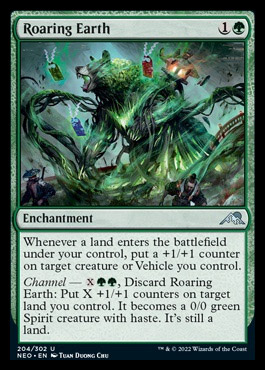 Roaring Earth 1
Enchantment
Whenever a land enters the battlefield
under your control, put a +1/+1 counter
on target creature or Vehicle you control.
Channel — X, Discard Roaring
Earth: Put X +1/+1 counters on target
land you control. It becomes a 0/0 green
Spirit creature with haste. It's still a
land.
204/302 U
NEO • EN Tuan Duong Chu
™ & © 2022 Wizards of the Coast